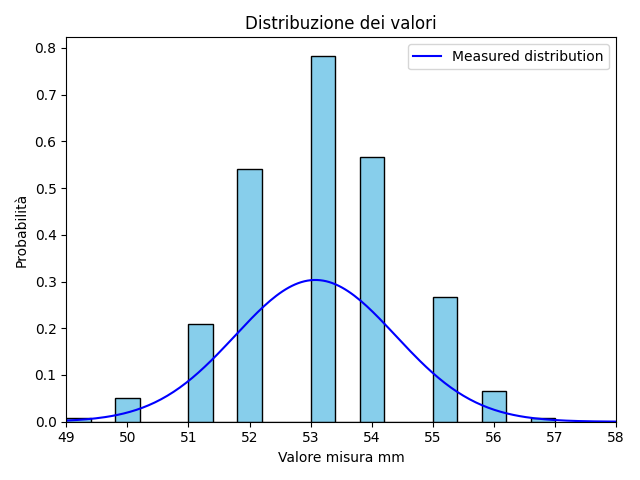 Distribuzione dei valori
Measured distribution
Probabilità
0.8
0.7
0.6
0.5
0.4
0.3
0.2
0.1
0.0
49 50 51 52 53 54 55 56 57 58
Valore misura mm